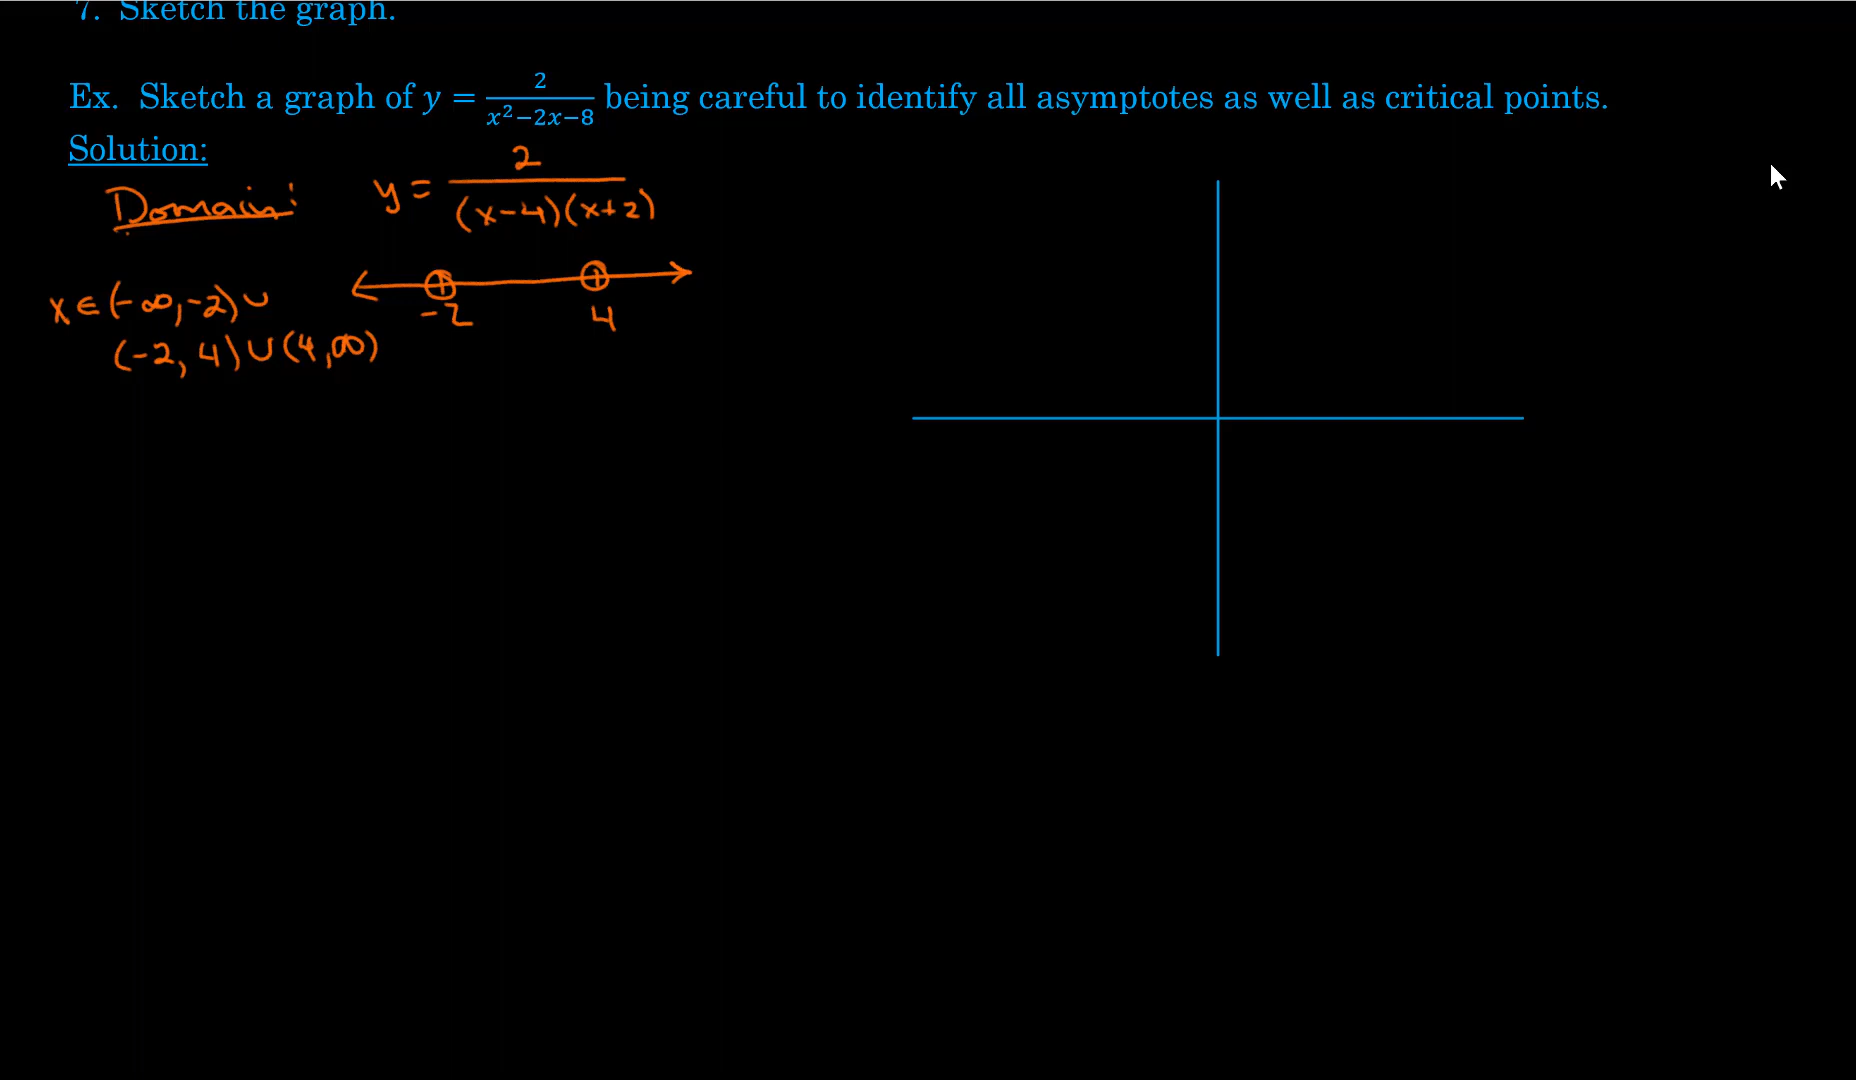 7. Sketch the graph.
Ex. Sketch a graph of y = 2/(x²−2x−8) being careful to identify all asymptotes as well as critical points.
Solution:
Domain: y = 2/((x-4)(x+2))
-2 4
x ∈ (-∞,-2) ∪
(-2, 4) ∪ (4,∞)